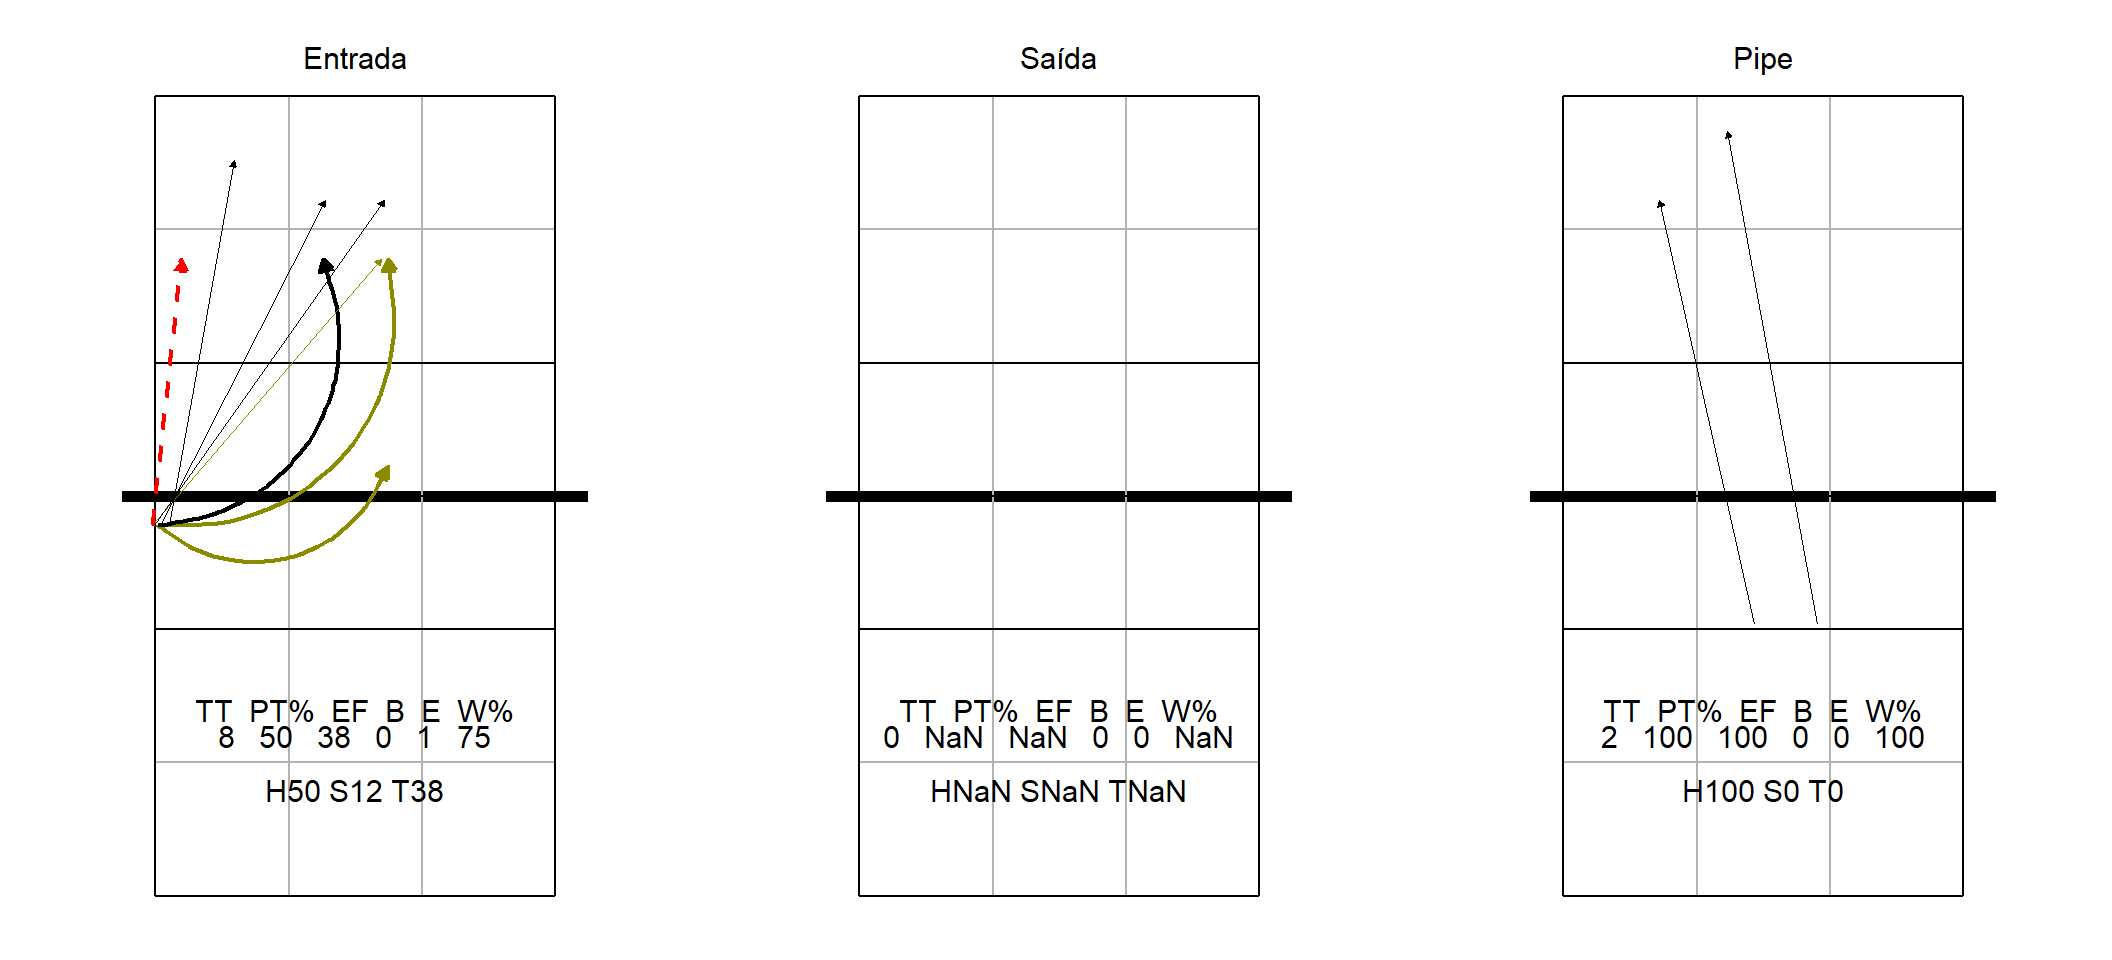 Entrada
TT PT% EF B E W%
8 50 38 0 1 75
H50 S12 T38
Saída
TT PT% EF B E W%
0 NaN NaN 0 0 NaN
HNaN SNaN TNaN
Pipe
TT PT% EF B E W%
2 100 100 0 0 100
H100 S0 T0